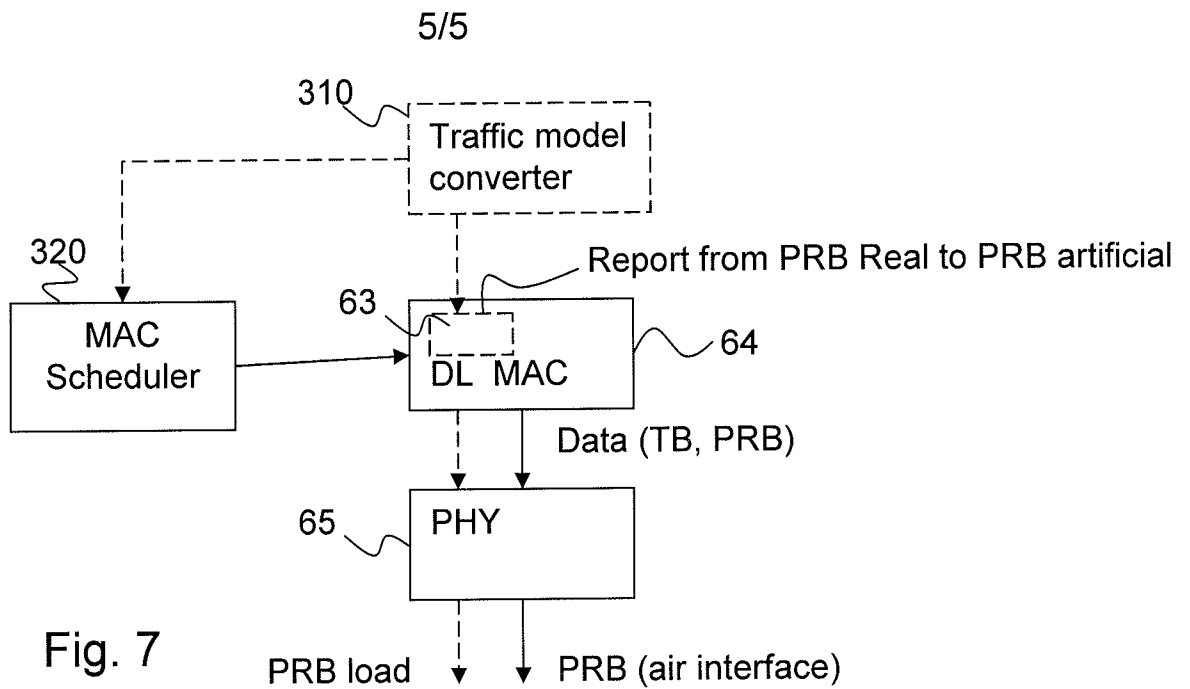 5/5
310
Traffic model
converter
320
Report from PRB Real to PRB artificial
63
MAC
Scheduler
64
DL MAC
Data (TB, PRB)
65
PHY
Fig. 7
PRB load
PRB (air interface)